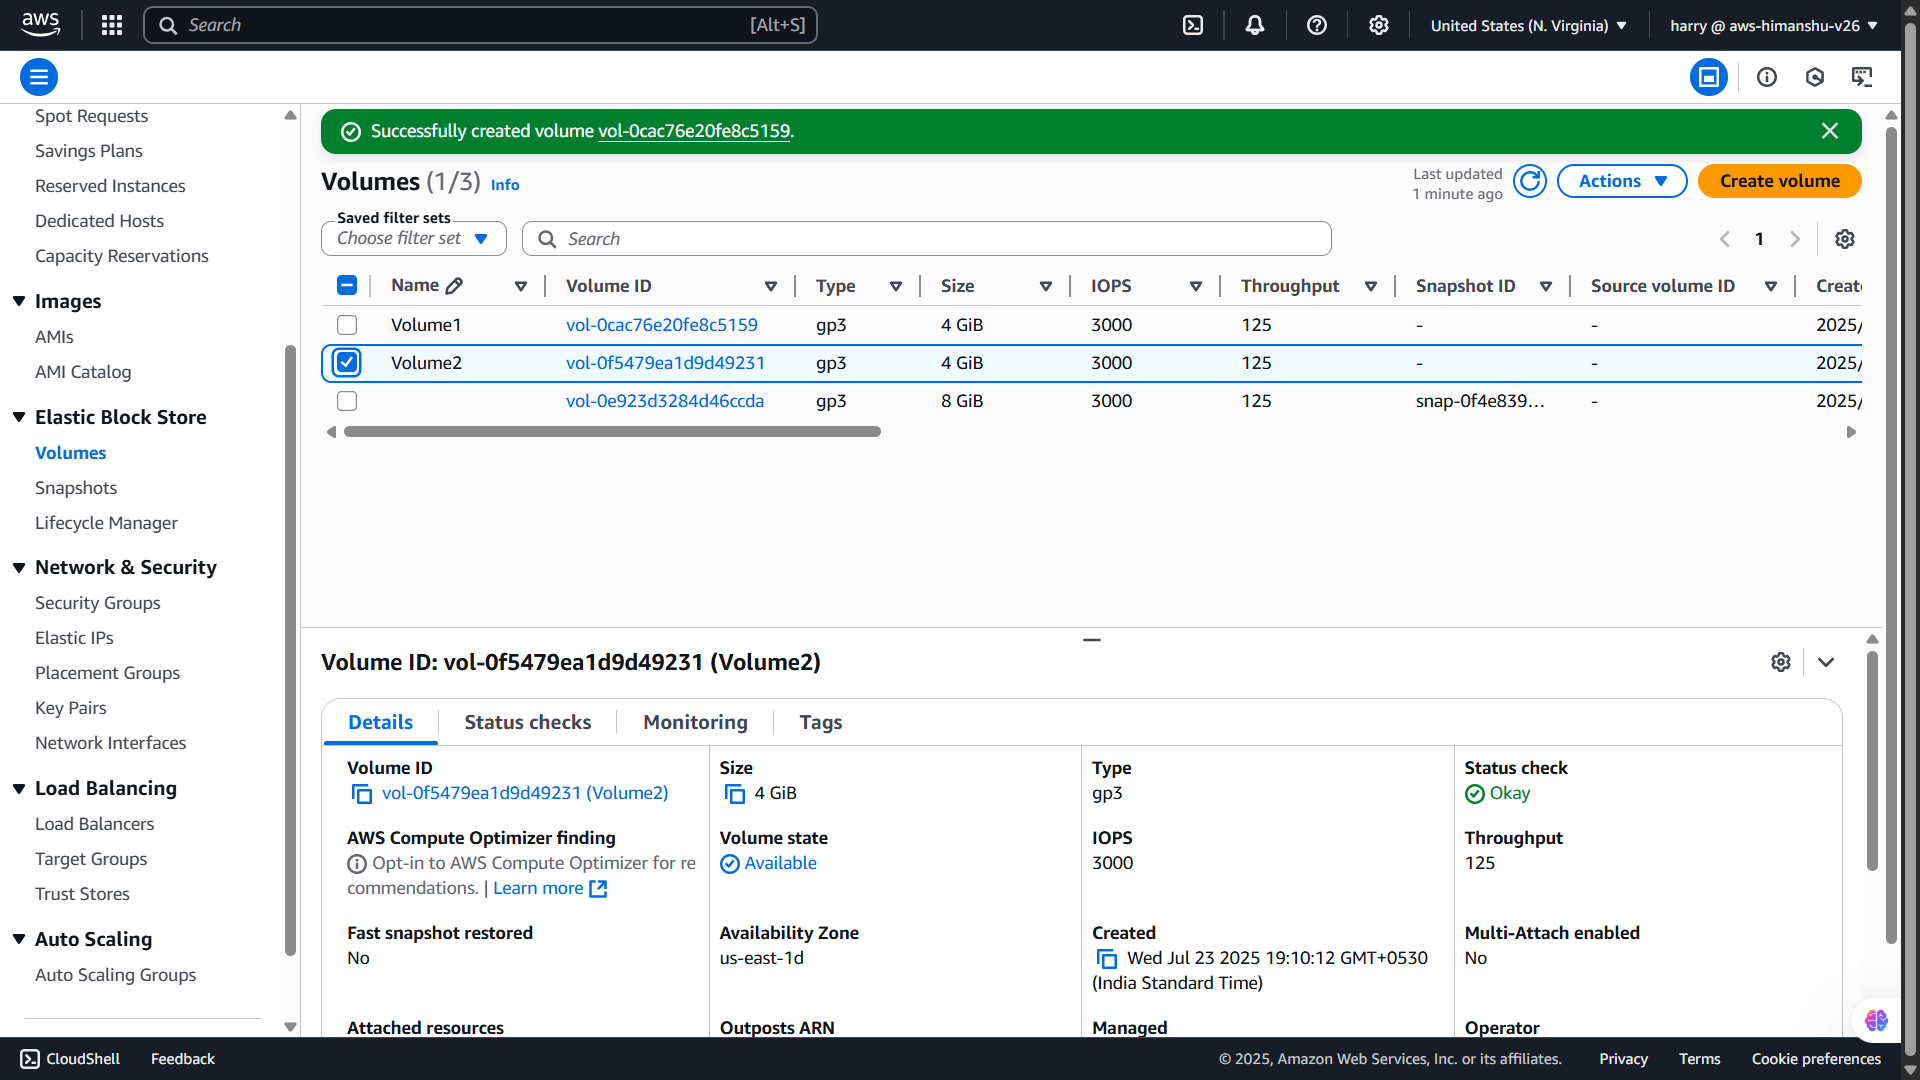 aws
Search [Alt+S]
United States (N. Virginia)
harry @ aws-himanshu-v26
Spot Requests
Savings Plans
Reserved Instances
Dedicated Hosts
Capacity Reservations
Images
AMIs
AMI Catalog
Elastic Block Store
Volumes
Snapshots
Lifecycle Manager
Network & Security
Security Groups
Elastic IPs
Placement Groups
Key Pairs
Network Interfaces
Load Balancing
Load Balancers
Target Groups
Trust Stores
Auto Scaling
Auto Scaling Groups
Successfully created volume vol-0cac76e20fe8c5159.
Volumes (1/3) Info
Last updated
1 minute ago
Actions
Create volume
Saved filter sets
Choose filter set
Search
1
Name Volume ID Type Size IOPS Throughput Snapshot ID Source volume ID Creat
Volume1 vol-0cac76e20fe8c5159 gp3 4 GiB 3000 125 - - 2025/
Volume2 vol-0f5479ea1d9d49231 gp3 4 GiB 3000 125 - - 2025/
vol-0e923d3284d46ccda gp3 8 GiB 3000 125 snap-0f4e839... - 2025/
Volume ID: vol-0f5479ea1d9d49231 (Volume2)
Details Status checks Monitoring Tags
Volume ID
vol-0f5479ea1d9d49231 (Volume2)
Size
4 GiB
Type
gp3
Status check
Okay
AWS Compute Optimizer finding
Opt-in to AWS Compute Optimizer for re
commendations. | Learn more
Volume state
Available
IOPS
3000
Throughput
125
Fast snapshot restored
No
Availability Zone
us-east-1d
Created
Wed Jul 23 2025 19:10:12 GMT+0530
(India Standard Time)
Multi-Attach enabled
No
Attached resources
Outposts ARN
Managed
Operator
CloudShell
Feedback
© 2025, Amazon Web Services, Inc. or its affiliates.
Privacy
Terms
Cookie preferences